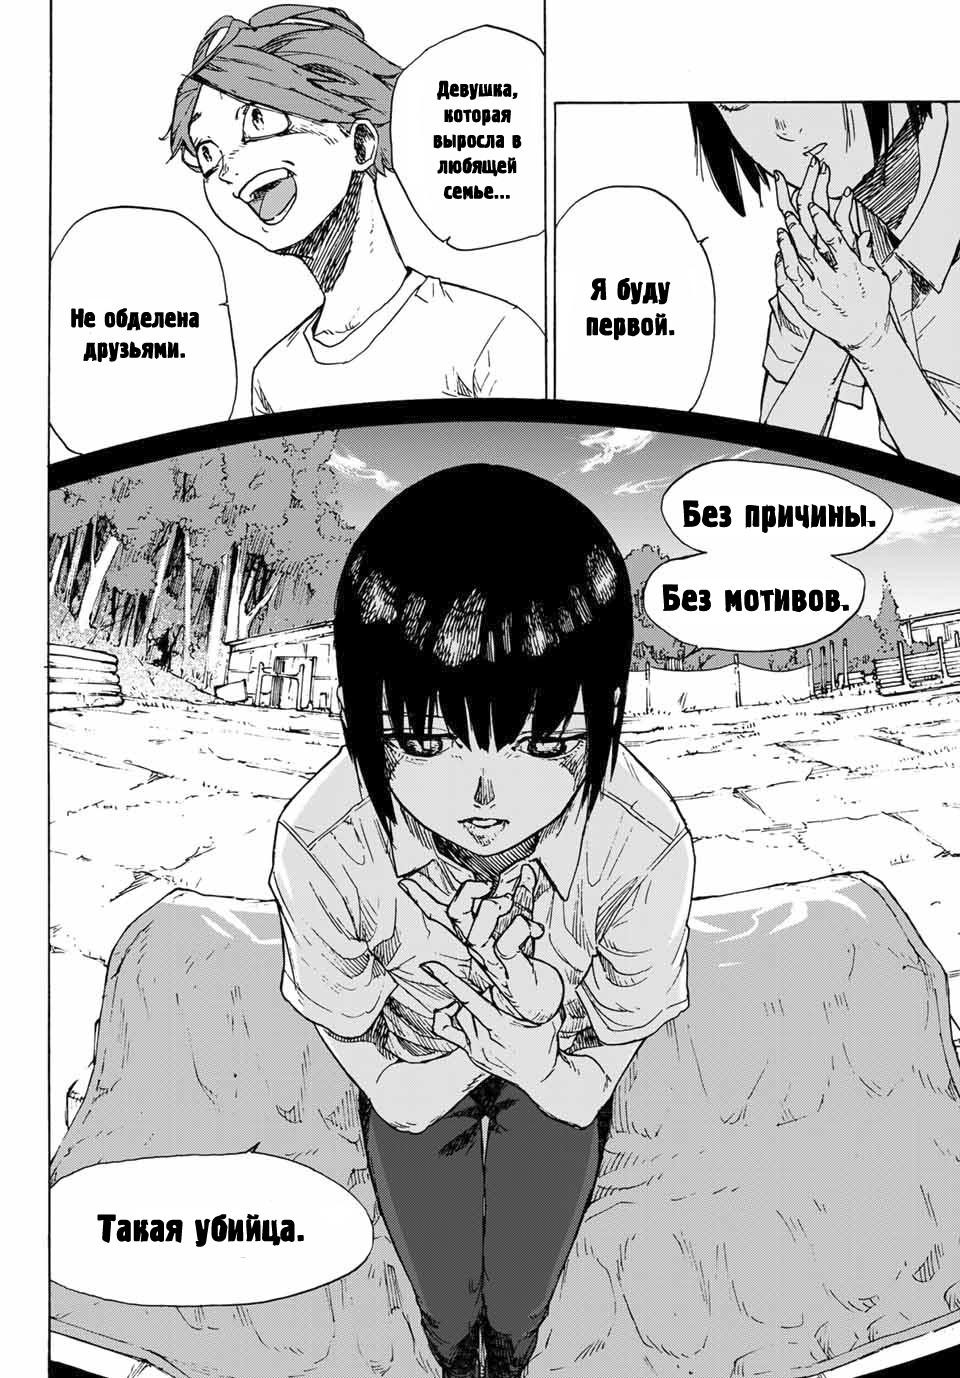 Я буду
первой.
Девушка,
которая
выросла в
любящей
семье...
Не обделена
друзьями.
Без причины.
Без мотивов.
Такая убийца.